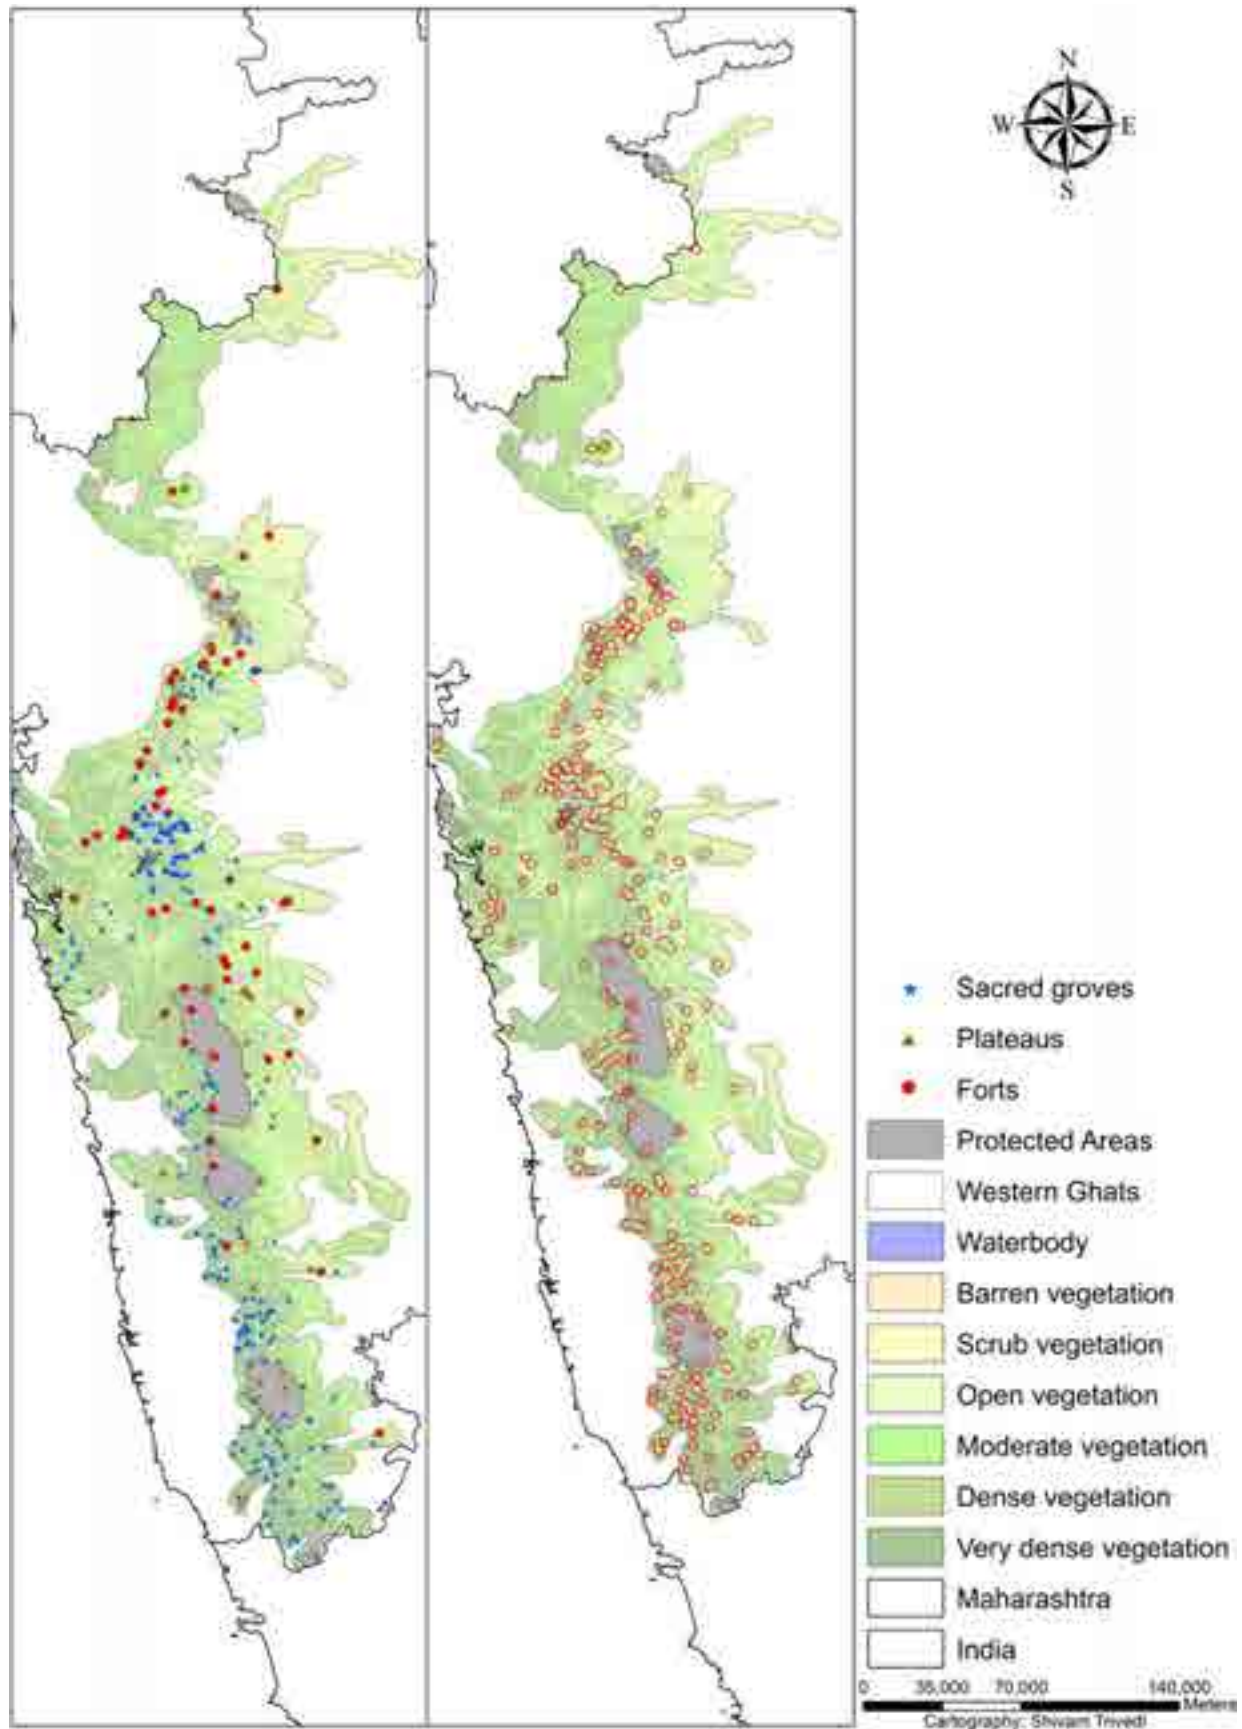 N
W E
S
Sacred groves
Plateaus
Forts
Protected Areas
Western Ghats
Waterbody
Barren vegetation
Scrub vegetation
Open vegetation
Moderate vegetation
Dense vegetation
Very dense vegetation
Maharashtra
India
0 35,000 70,000 140,000
Meters
Cartography: Shivam Trivedi